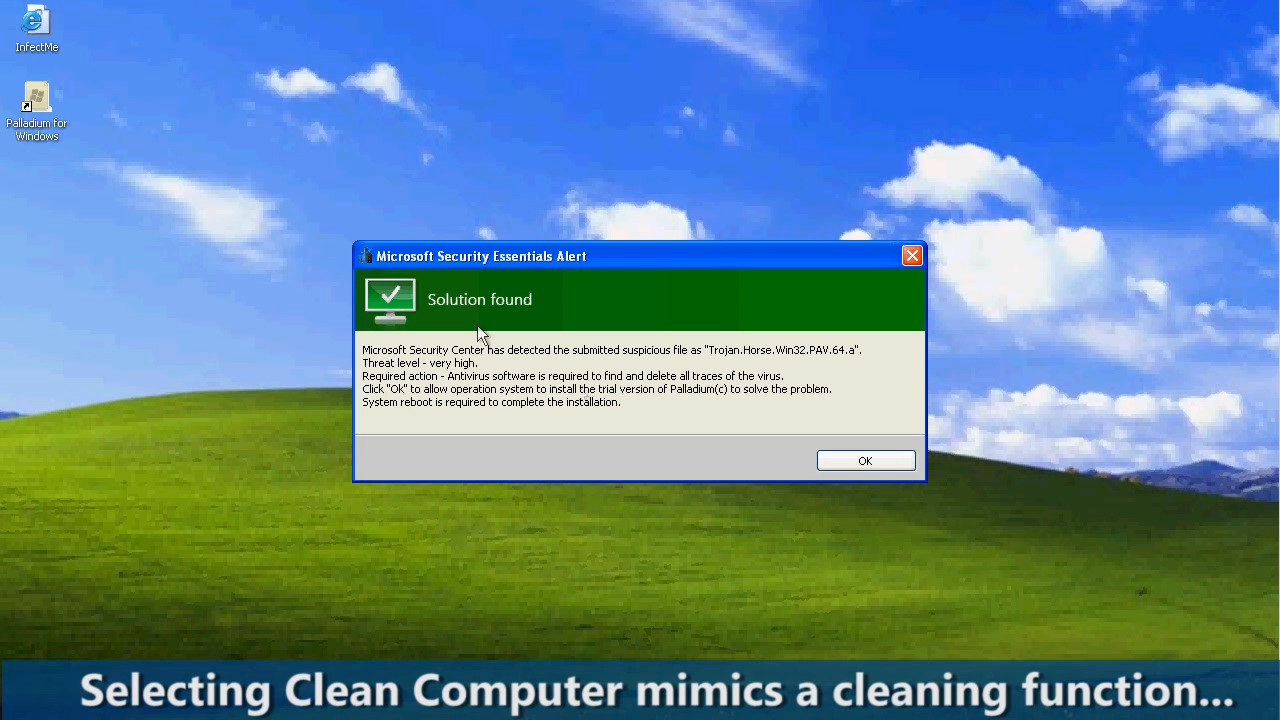 InfectMe
Palladium for
Windows
Microsoft Security Essentials Alert
Solution found
Microsoft Security Center has detected the submitted suspicious file as "Trojan.Horse.Win32.PAV.64.a".
Threat level - very high.
Required action - Antivirus software is required to find and delete all traces of the virus.
Click "Ok" to allow operation system to install the trial version of Palladium(c) to solve the problem.
System reboot is required to complete the installation.
OK
Selecting Clean Computer mimics a cleaning function...